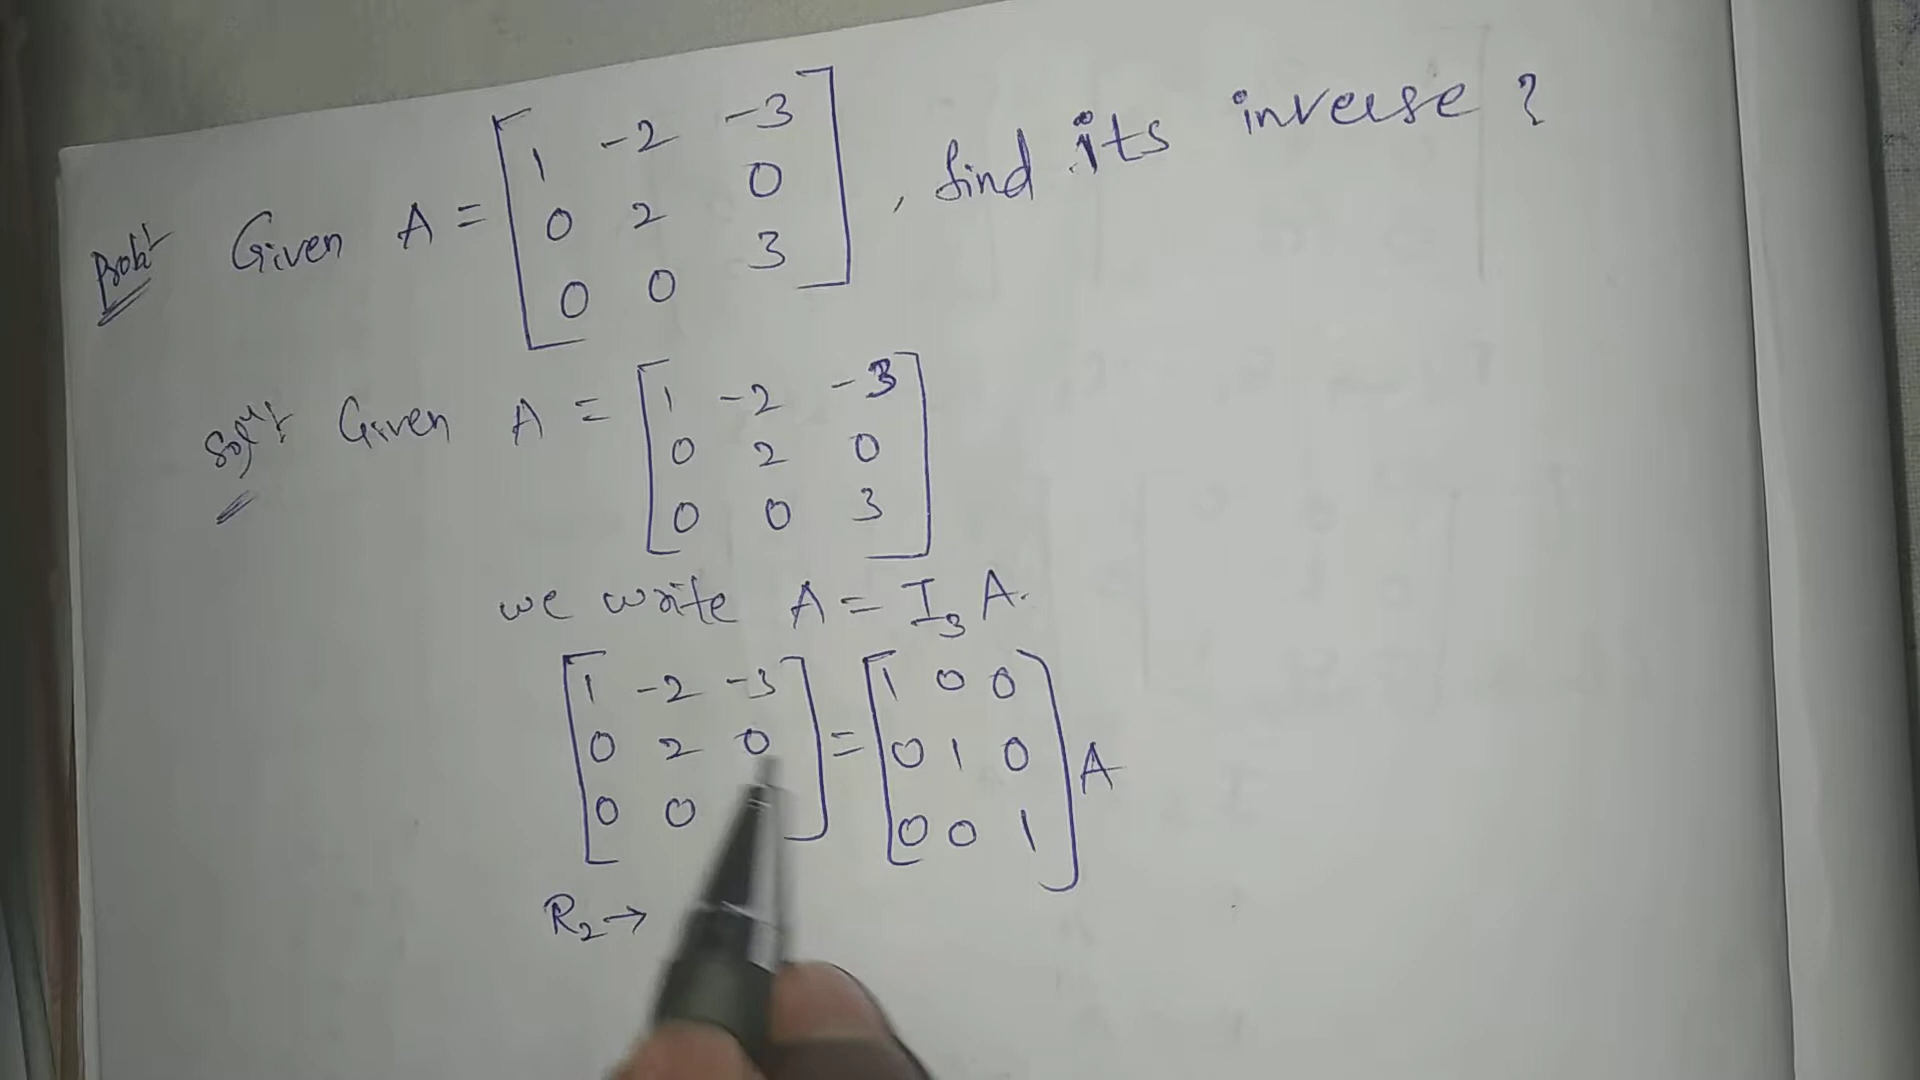 Prob: Given A = [1 -2 -3
0 2 0
0 0 3], find its inverse ?
Sol: Given A = [1 -2 -3
0 2 0
0 0 3]
we write A = I₃ A.
[1 -2 -3
0 2 0
0 0] = [1 0 0
0 1 0
0 0 1] A
R₂ →